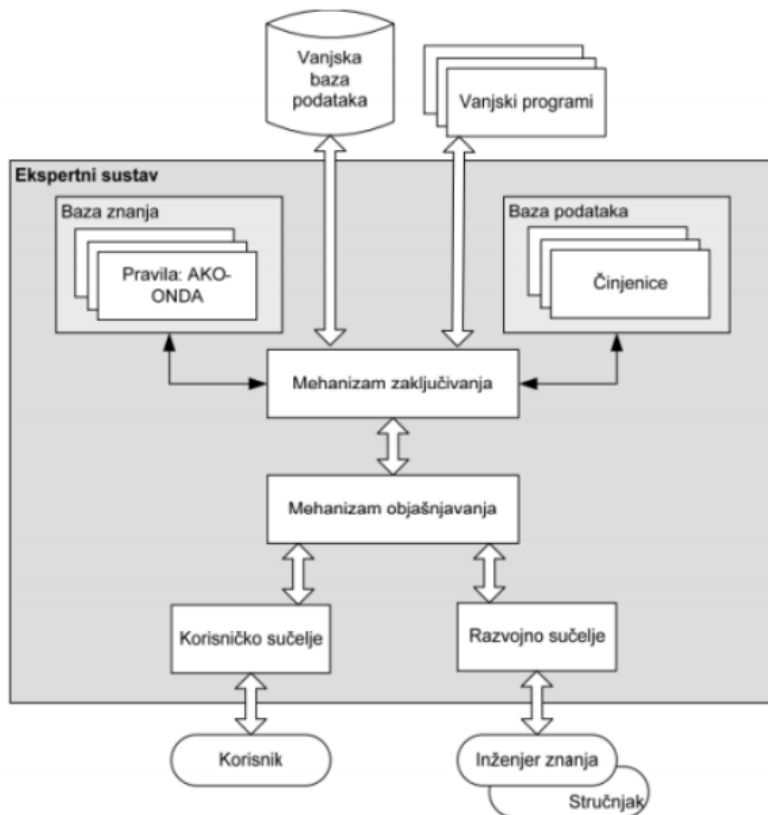 Vanjska
baza
podataka
Vanjski programi
Ekspertni sustav
Baza znanja
Pravila: AKO-
ONDA
Baza podataka
Činjenice
Mehanizam zaključivanja
Mehanizam objašnjavanja
Korisničko sučelje
Razvojno sučelje
Korisnik
Inženjer znanja
Stručnjak